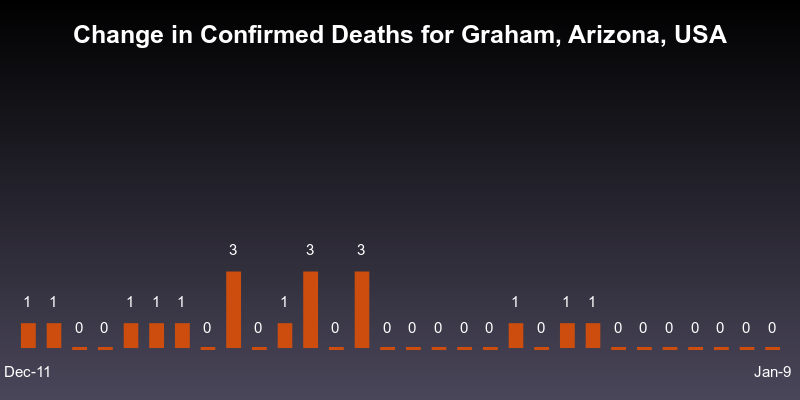 Change in Confirmed Deaths for Graham, Arizona, USA
3 3 3
1 1 1 1 1 1 1 1 1
0 0 0 0 0 0 0 0 0 0 0 0 0 0 0 0 0 0
Dec-11 Jan-9